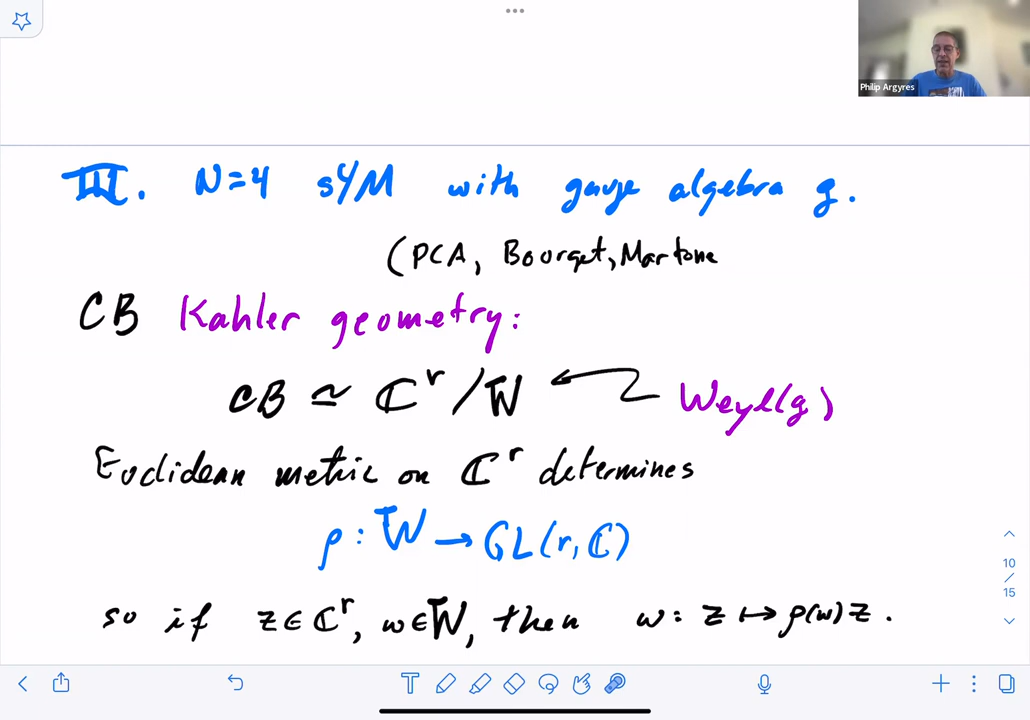 Philip Argyres
III. N=4 sYM with gauge algebra g.
(PCA, Bourget, Martone
CB Kahler geometry:
CB ≃ ℂ^r/W Weyl(g)
Euclidean metric on ℂ^r determines
ρ: W → GL(r,ℂ)
so if z∈ℂ^r, w∈W, then w: z ↦ ρ(w)z.
10
/
15
T